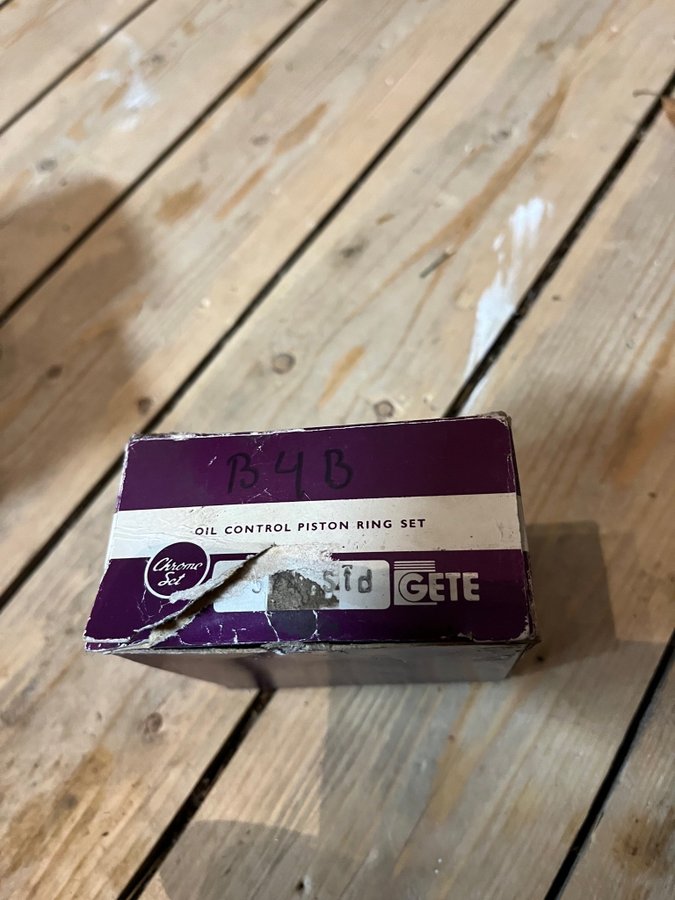 B4B
OIL CONTROL PISTON RING SET
Chrome
Set
Std
GETE